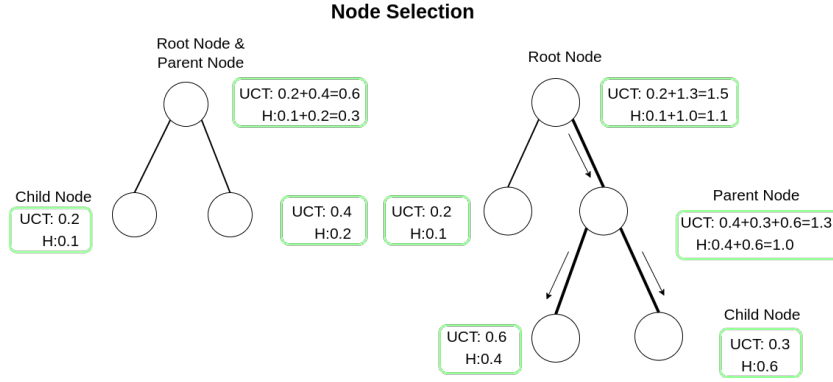 Node Selection
Root Node &
Parent Node
UCT: 0.2+0.4=0.6
H:0.1+0.2=0.3
Child Node
UCT: 0.2
H:0.1
UCT: 0.4
H:0.2
Root Node
UCT: 0.2+1.3=1.5
H:0.1+1.0=1.1
UCT: 0.2
H:0.1
Parent Node
UCT: 0.4+0.3+0.6=1.3
H:0.4+0.6=1.0
UCT: 0.6
H:0.4
Child Node
UCT: 0.3
H:0.6